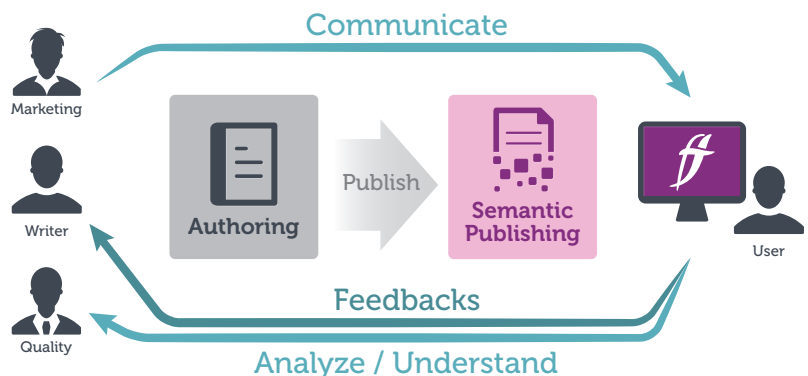 Communicate
Marketing
Authoring
Publish
Semantic
Publishing
Writer
User
Feedbacks
Quality
Analyze / Understand